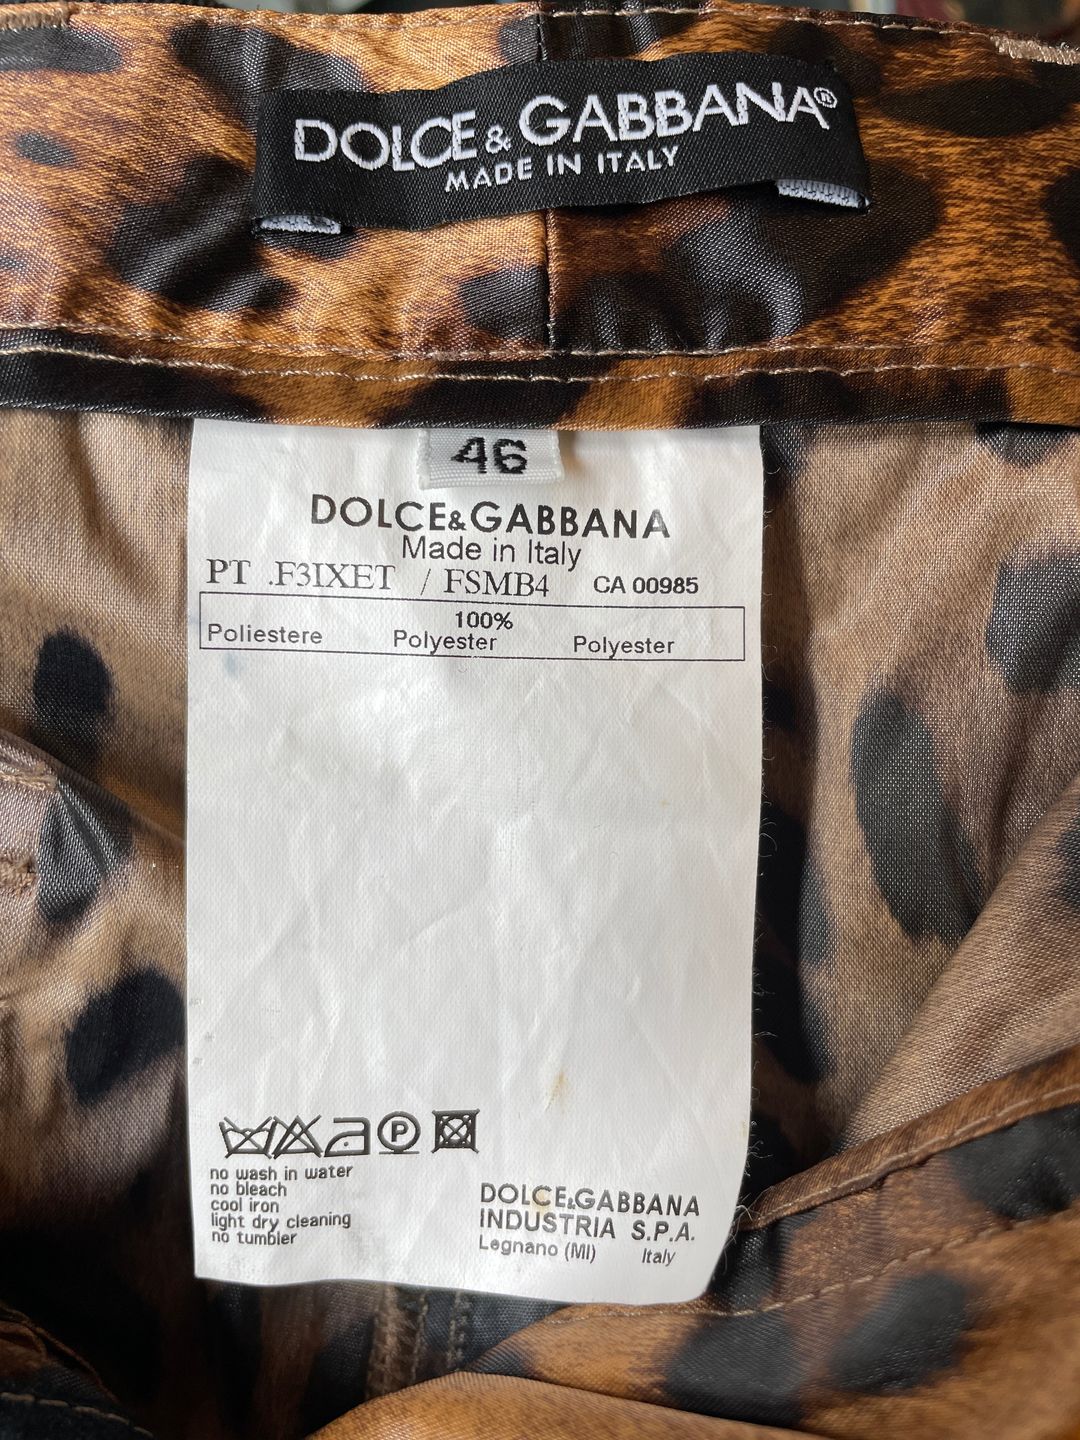 DOLCE&GABBANA®
MADE IN ITALY
46
DOLCE&GABBANA
Made in Italy
PT .F3IXET / FSMB4 CA 00985
100%
Poliestere Polyester Polyester
P
no wash in water
no bleach
cool iron
light dry cleaning
no tumbler
DOLCE&GABBANA
INDUSTRIA S.P.A.
Legnano (MI) Italy